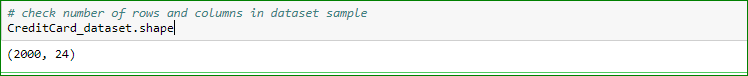 # check number of rows and columns in dataset sample
CreditCard_dataset.shape
(2000, 24)